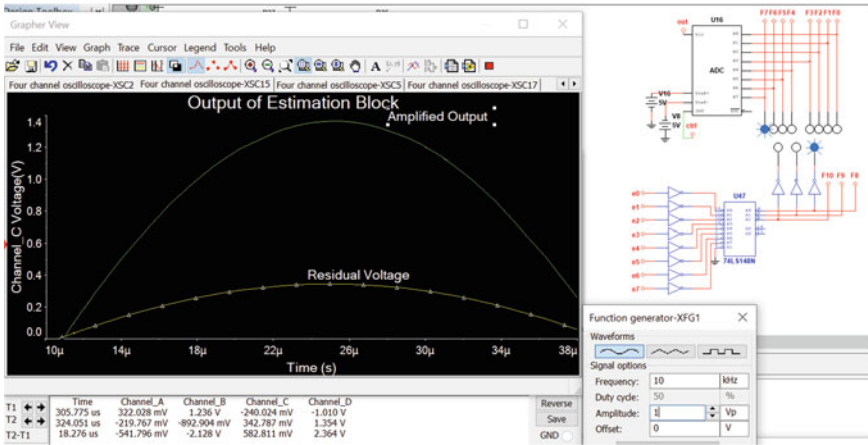 Design Toolbox
Grapher View
File Edit View Graph Trace Cursor Legend Tools Help
Four channel oscilloscope-XSC2 Four channel oscilloscope-XSC15 Four channel oscilloscope-XSC5 Four channel oscilloscope-XSC17
Output of Estimation Block
Amplified Output
Residual Voltage
Channel_C Voltage(V)
1.4
1.2
1.0
0.8
0.6
0.4
0.2
0.0
10µ 14µ 18µ 22µ 26µ 30µ 34µ 38µ
Time (s)
Time Channel_A Channel_B Channel_C Channel_D
T1 305.775 us 322.028 mV 1.236 V -240.024 mV -1.010 V
T2 324.051 us -219.767 mV -892.904 mV 342.787 mV 1.354 V
T2-T1 18.276 us -541.796 mV -2.128 V 582.811 mV 2.364 V
Reverse
Save
GND
F7F6F5F4 F3F2F1F0
out
U16
ADC
V10
5V
V8
5V
ctrl
F10 F9 F8
e0
e1
e2
e3
e4
e5
e6
e7
U47
74LS148N
Function generator-XFG1
Waveforms
Signal options
Frequency: 10 kHz
Duty cycle: 50 %
Amplitude: 1 Vp
Offset: 0 V